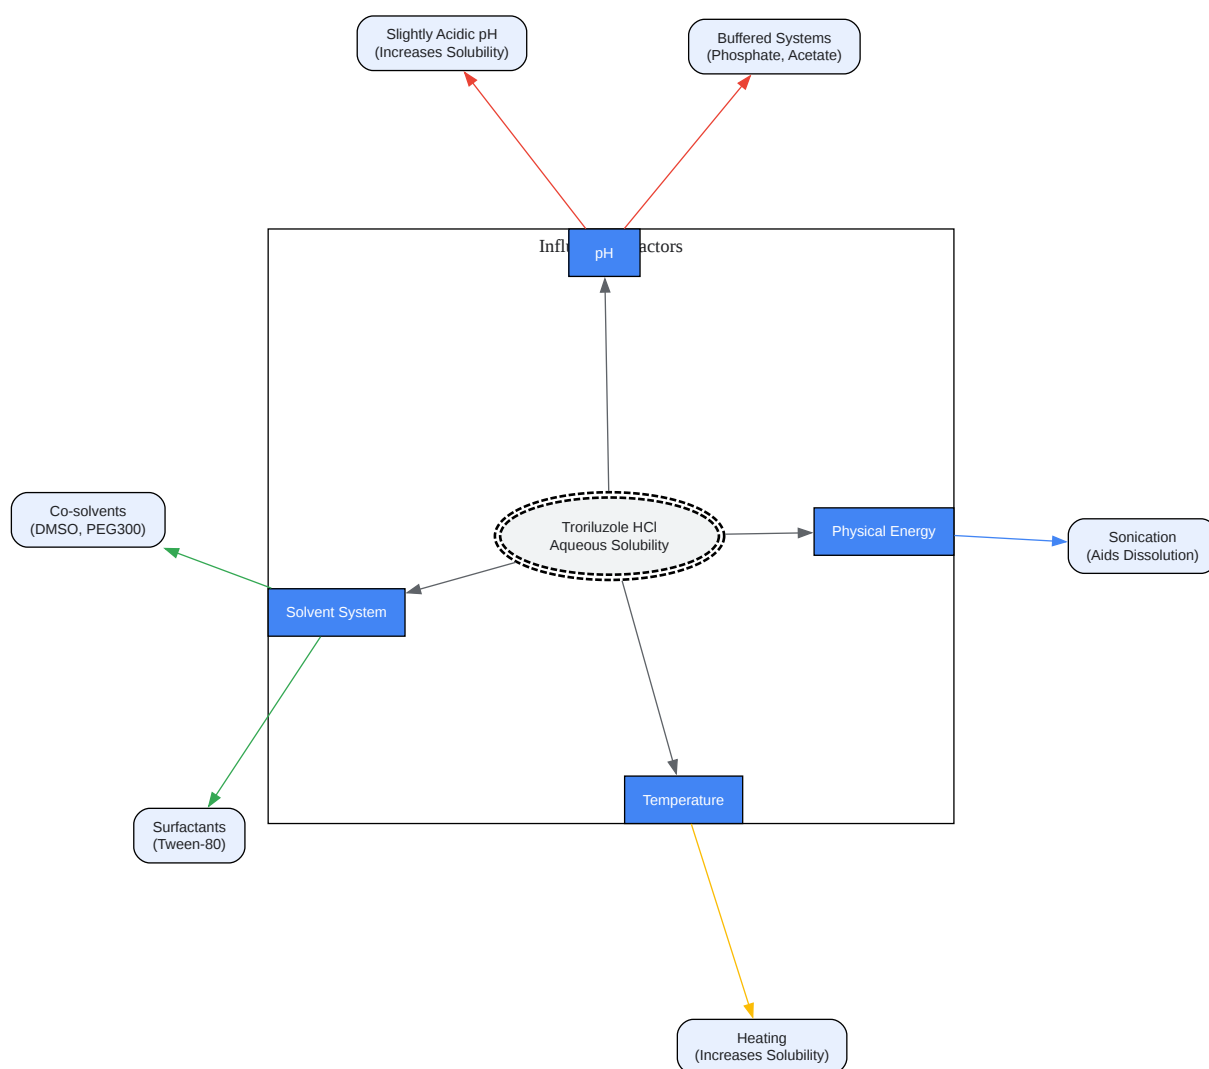 Slightly Acidic pH
(Increases Solubility)
Buffered Systems
(Phosphate, Acetate)
pH
Co-solvents
(DMSO, PEG300)
Troriluzole HCl
Aqueous Solubility
Physical Energy
Sonication
(Aids Dissolution)
Solvent System
Temperature
Surfactants
(Tween-80)
Heating
(Increases Solubility)